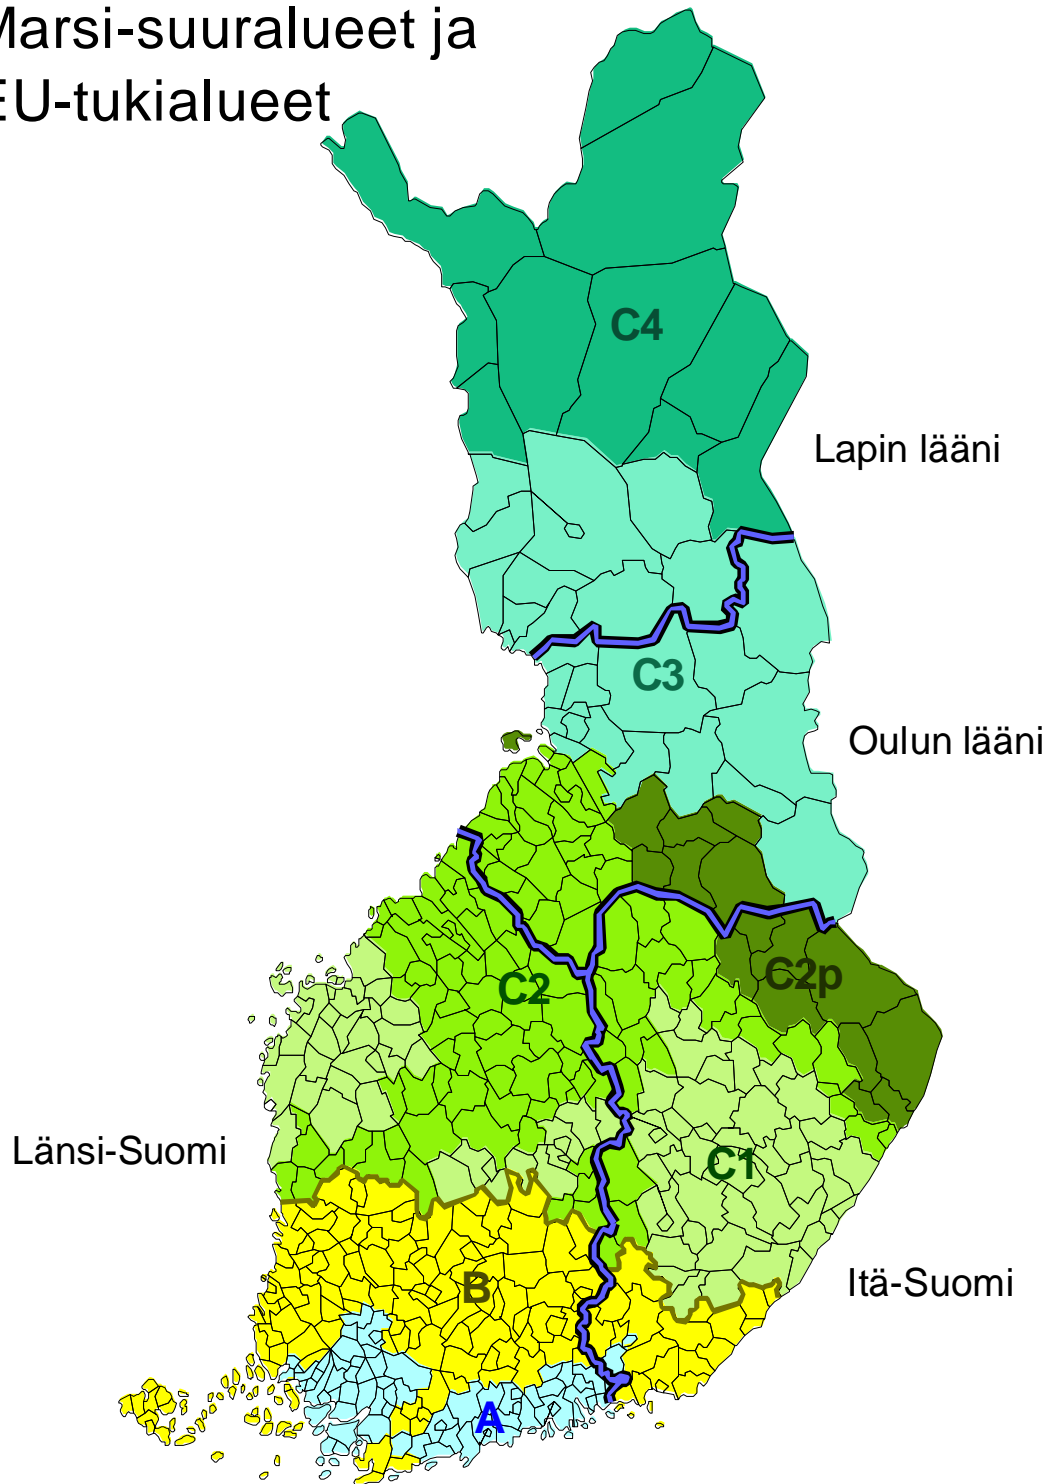 Marsi-suuralueet ja
EU-tukialueet
C4
Lapin lääni
C3
Oulun lääni
C2p
C2
Länsi-Suomi
C1
Itä-Suomi
B
A